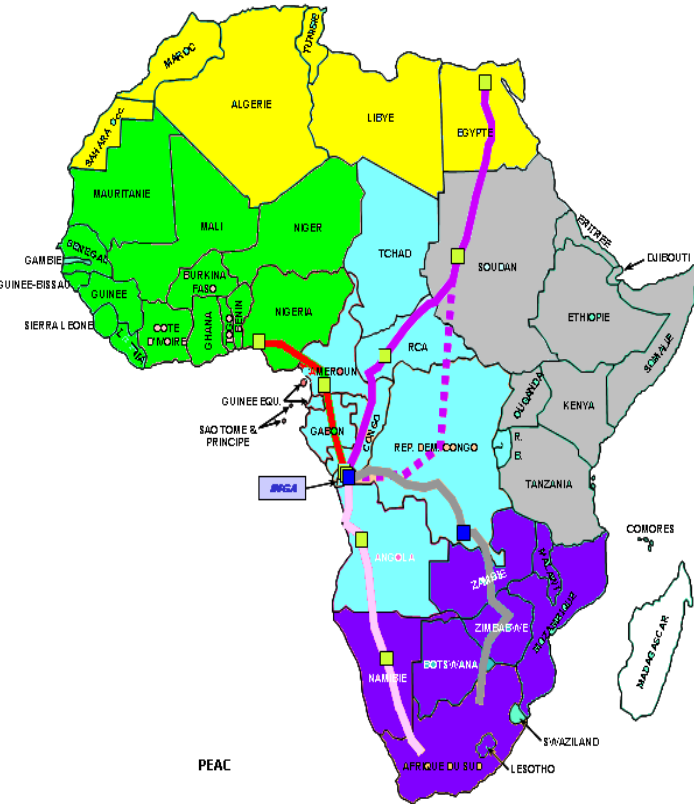 TUNISIE
MAROC
ALGERIE
LIBYE
EGYPTE
SAHARA Occ
MAURITANIE
MALI
NIGER
TCHAD
SOUDAN
ERITREE
DJIBOUTI
SENEGAL
GAMBIE
GUINEE-BISSAU
GUINEE
BURKINA
FASO
SIERRA LEONE
COTE
D'IVOIRE
GHANA
TOGO
BENIN
NIGERIA
ETHIOPIE
SOMALIE
RCA
CAMEROUN
GUINEE EQU.
SAO TOME &
PRINCIPE
GABON
CONGO
REP. DEM. CONGO
OUGANDA
KENYA
R.
B.
TANZANIA
INGA
COMORES
ANGOLA
ZAMBIE
MALAWI
MOZAMBIQUE
ZIMBABWE
BOTSWANA
NAMIBIE
MADAGASCAR
SWAZILAND
LESOTHO
AFRIQUE DU SUD
PEAC